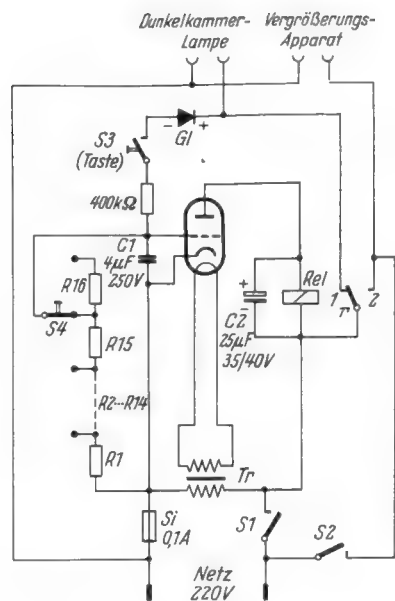 Dunkelkammer-
Lampe
Vergrößerungs-
Apparat
S3
(Taste)
- Gl +
400kΩ
C1
4µF
250V
R16
S4
R15
R2---R14
R1
+
C2
25µF
35/40V
Rel
1
r
2
Tr
Si
0,1A
S1
S2
Netz
220V